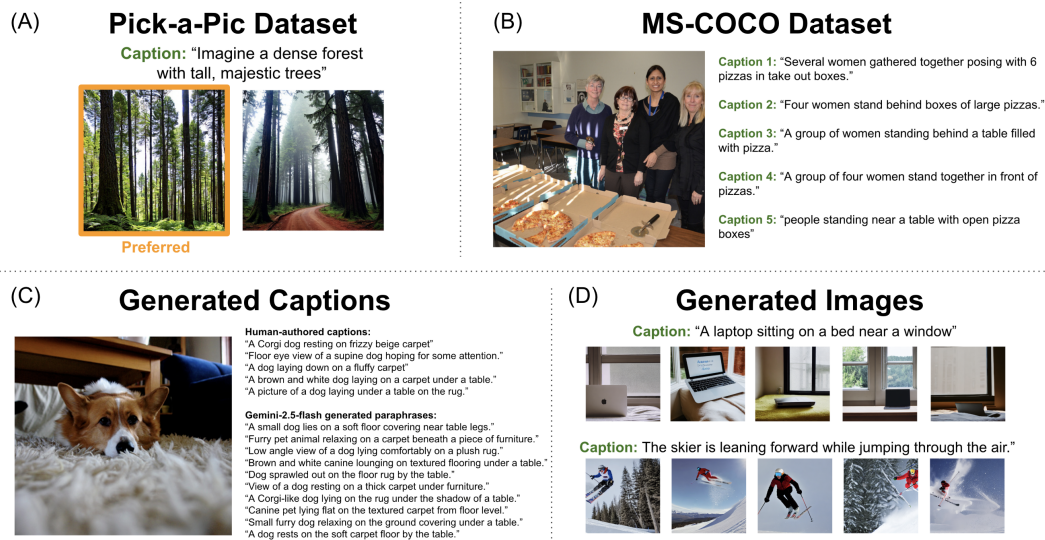 (A)
Pick-a-Pic Dataset
Caption: “Imagine a dense forest
with tall, majestic trees”
Preferred
(B)
MS-COCO Dataset
Caption 1: “Several women gathered together posing with 6
pizzas in take out boxes.”
Caption 2: “Four women stand behind boxes of large pizzas.”
Caption 3: “A group of women standing behind a table filled
with pizza.”
Caption 4: “A group of four women stand together in front of
pizzas.”
Caption 5: “people standing near a table with open pizza
boxes”
(C)
Generated Captions
Human-authored captions:
“A Corgi dog resting on frizzy beige carpet”
“Floor eye view of a supine dog hoping for some attention.”
“A dog laying down on a fluffy carpet”
“A brown and white dog laying on a carpet under a table.”
“A picture of a dog laying under a table on the rug.”
Gemini-2.5-flash generated paraphrases:
“A small dog lies on a soft floor covering near table legs.”
“Furry pet animal relaxing on a carpet beneath a piece of furniture.”
“Low angle view of a dog lying comfortably on a plush rug.”
“Brown and white canine lounging on textured flooring under a table.”
“Dog sprawled out on the floor rug by the table.”
“View of a dog resting on a thick carpet under furniture.”
“A Corgi-like dog lying on the rug under the shadow of a table.”
“Canine pet lying flat on the textured carpet from floor level.”
“Small furry dog relaxing on the ground covering under a table.”
“A dog rests on the soft carpet floor by the table.”
(D)
Generated Images
Caption: “A laptop sitting on a bed near a window”
Caption: The skier is leaning forward while jumping through the air.”